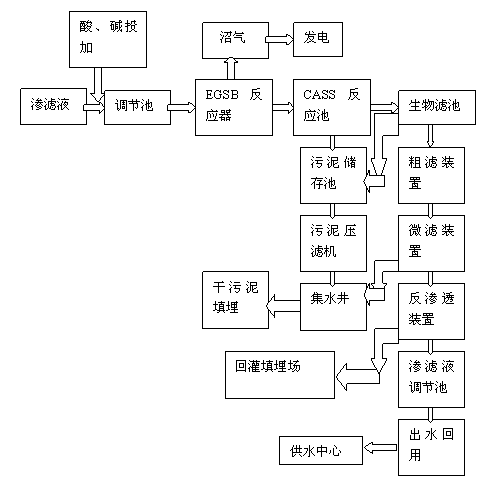 酸、碱投
加
沼气
发电
渗滤液
调节池
EGSB 反
应器
CASS 反
应池
生物滤池
污泥储
存池
粗滤装
置
污泥压
滤机
微滤装
置
干污泥
填埋
集水井
反渗透
装置
回灌填埋场
渗滤液
调节池
出水回
用
供水中心